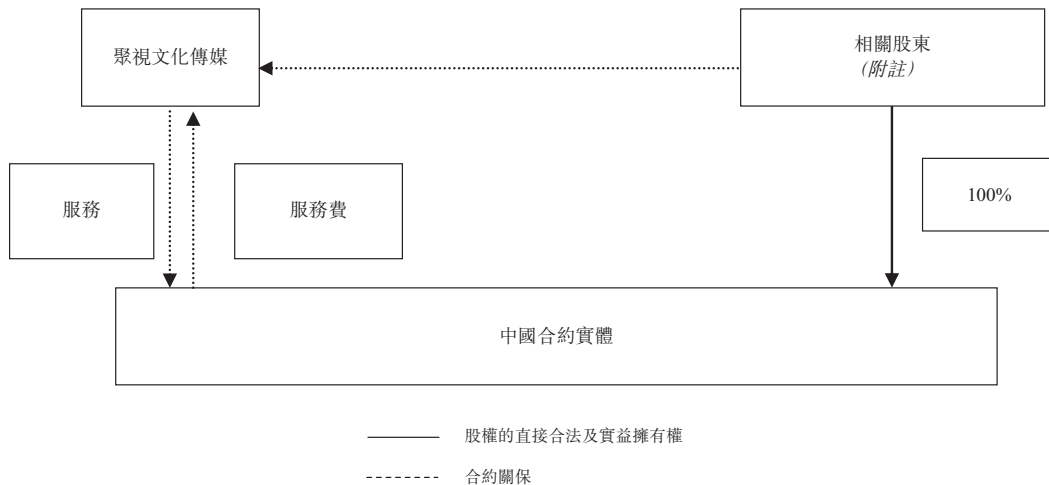 聚視文化傳媒
相關股東
(附註)
服務
服務費
100%
中國合約實體
股權的直接合法及實益擁有權
合約關保